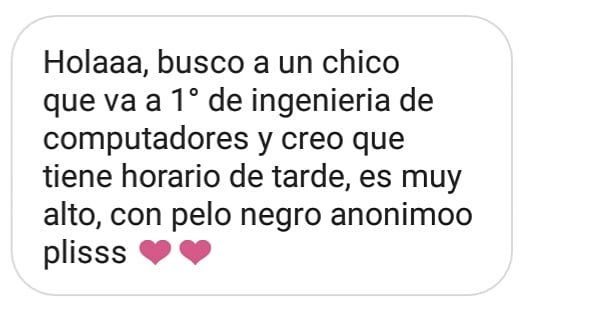 Holaaa, busco a un chico
que va a 1° de ingenieria de
computadores y creo que
tiene horario de tarde, es muy
alto, con pelo negro anonimoo
plisss ❤❤